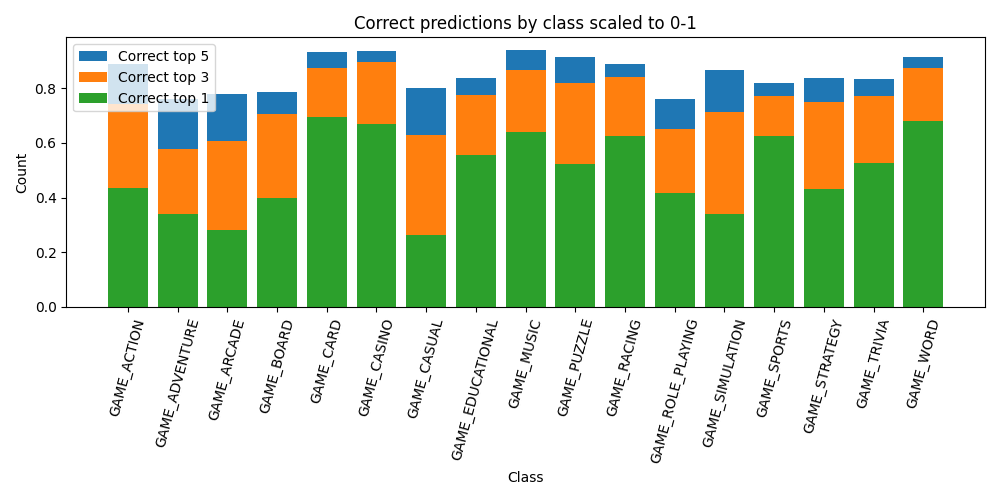 Correct predictions by class scaled to 0-1
Correct top 5
Correct top 3
Correct top 1
Count
0.8
0.6
0.4
0.2
0.0
GAME_ACTION
GAME_ADVENTURE
GAME_ARCADE
GAME_BOARD
GAME_CARD
GAME_CASINO
GAME_CASUAL
GAME_EDUCATIONAL
GAME_MUSIC
GAME_PUZZLE
GAME_RACING
GAME_ROLE_PLAYING
GAME_SIMULATION
GAME_SPORTS
GAME_STRATEGY
GAME_TRIVIA
GAME_WORD
Class